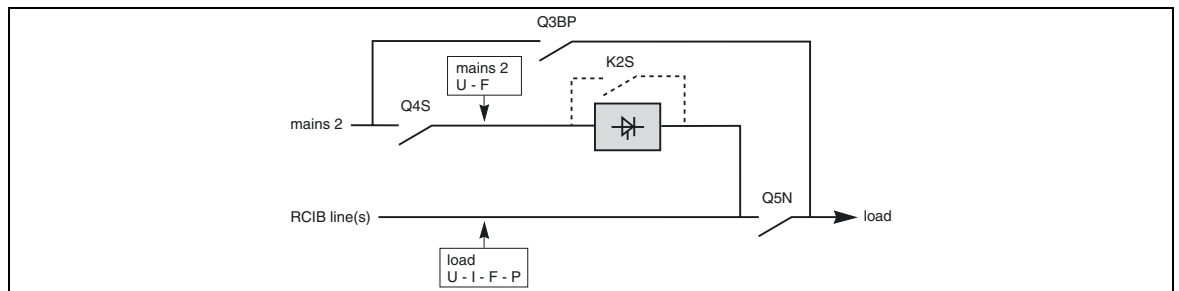 Q3BP
mains 2
U - F
K2S
Q4S
mains 2
Q5N
RCIB line(s)
load
load
U - I - F - P